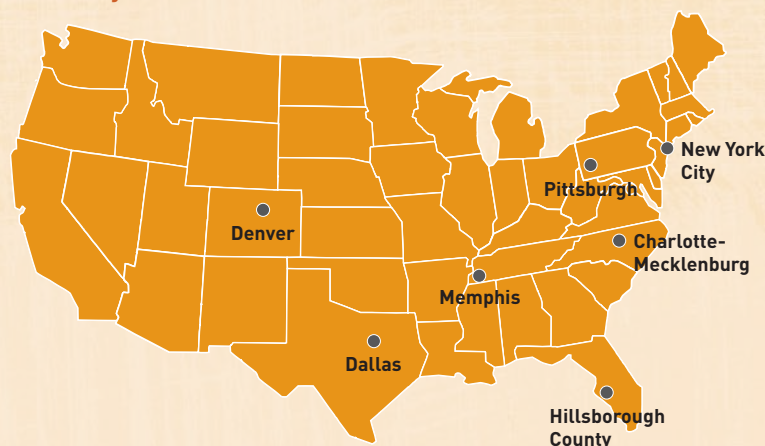 New York
City
Pittsburgh
Denver
Charlotte-
Mecklenburg
Memphis
Dallas
Hillsborough
County